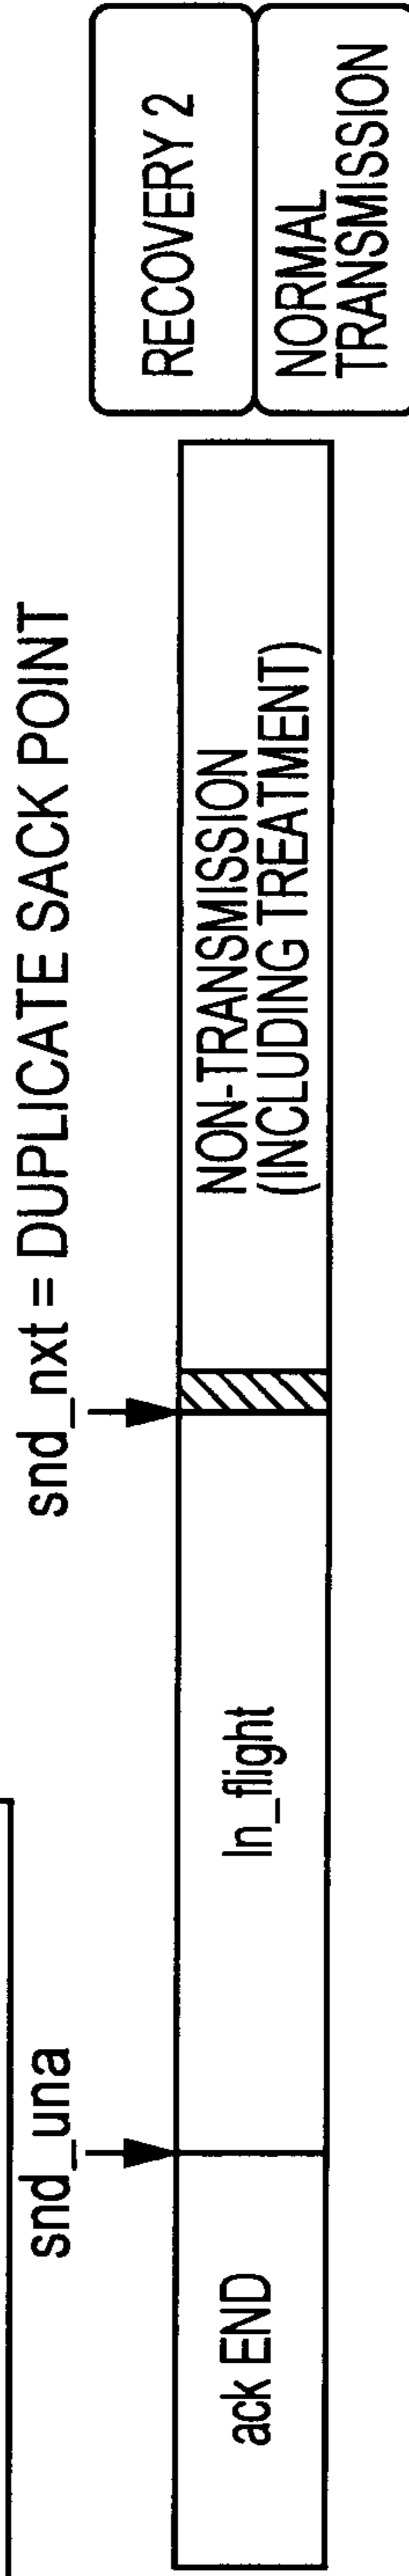 snd_una
snd_nxt = DUPLICATE SACK POINT
ack END
In_flight
NON-TRANSMISSION
(INCLUDING TREATMENT)
RECOVERY 2
NORMAL
TRANSMISSION